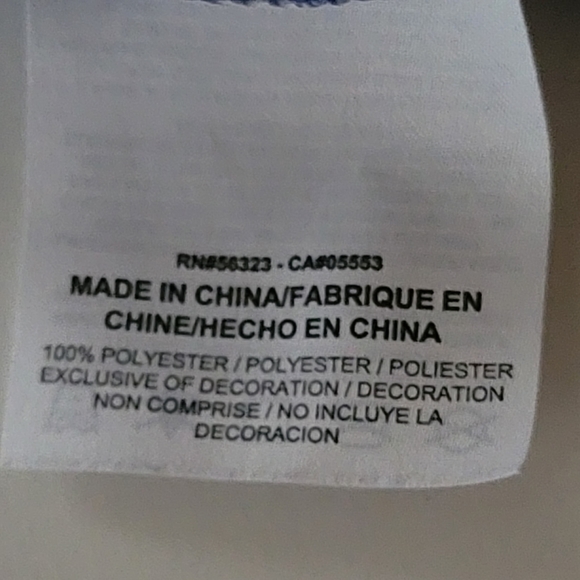 RN#56323 - CA#05553
MADE IN CHINA/FABRIQUE EN
CHINE/HECHO EN CHINA
100% POLYESTER / POLYESTER / POLIESTER
EXCLUSIVE OF DECORATION / DECORATION
NON COMPRISE / NO INCLUYE LA
DECORACION